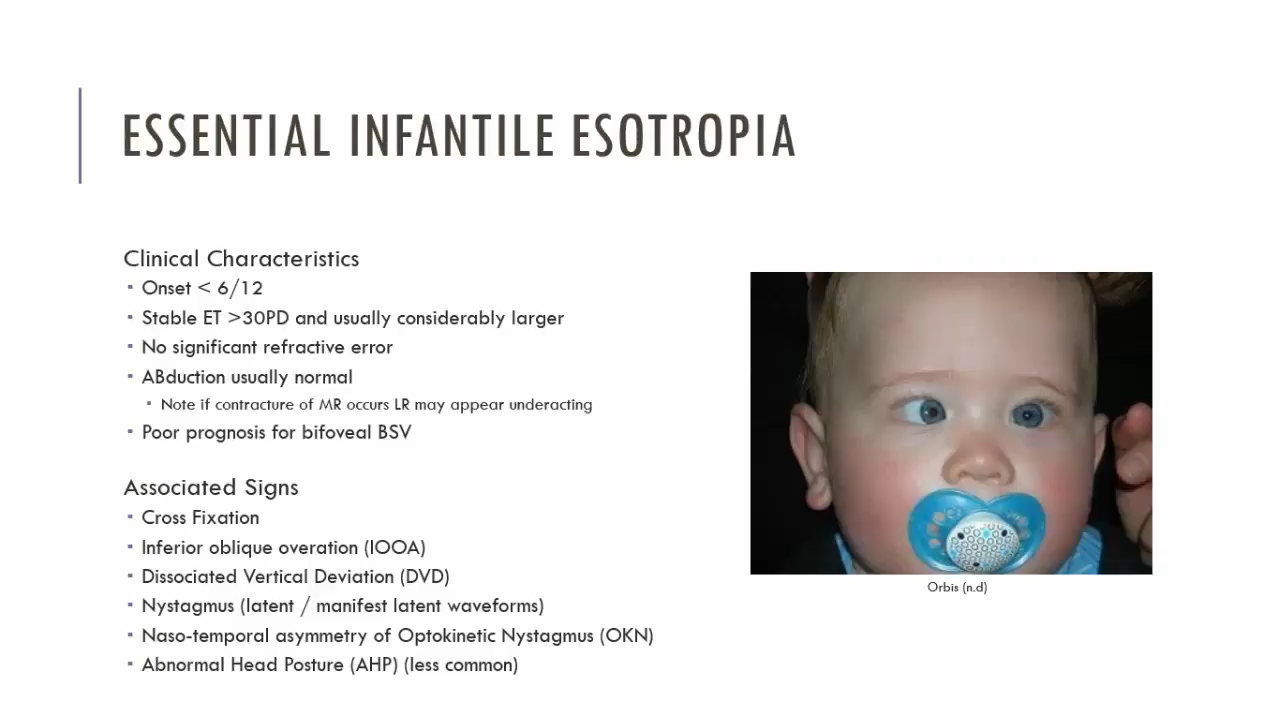 ESSENTIAL INFANTILE ESOTROPIA
Clinical Characteristics
▪ Onset < 6/12
▪ Stable ET >30PD and usually considerably larger
▪ No significant refractive error
▪ ABduction usually normal
▪ Note if contracture of MR occurs LR may appear underacting
▪ Poor prognosis for bifoveal BSV
Associated Signs
▪ Cross Fixation
▪ Inferior oblique overation (IOOA)
▪ Dissociated Vertical Deviation (DVD)
▪ Nystagmus (latent / manifest latent waveforms)
▪ Naso-temporal asymmetry of Optokinetic Nystagmus (OKN)
▪ Abnormal Head Posture (AHP) (less common)
Orbis (n.d)